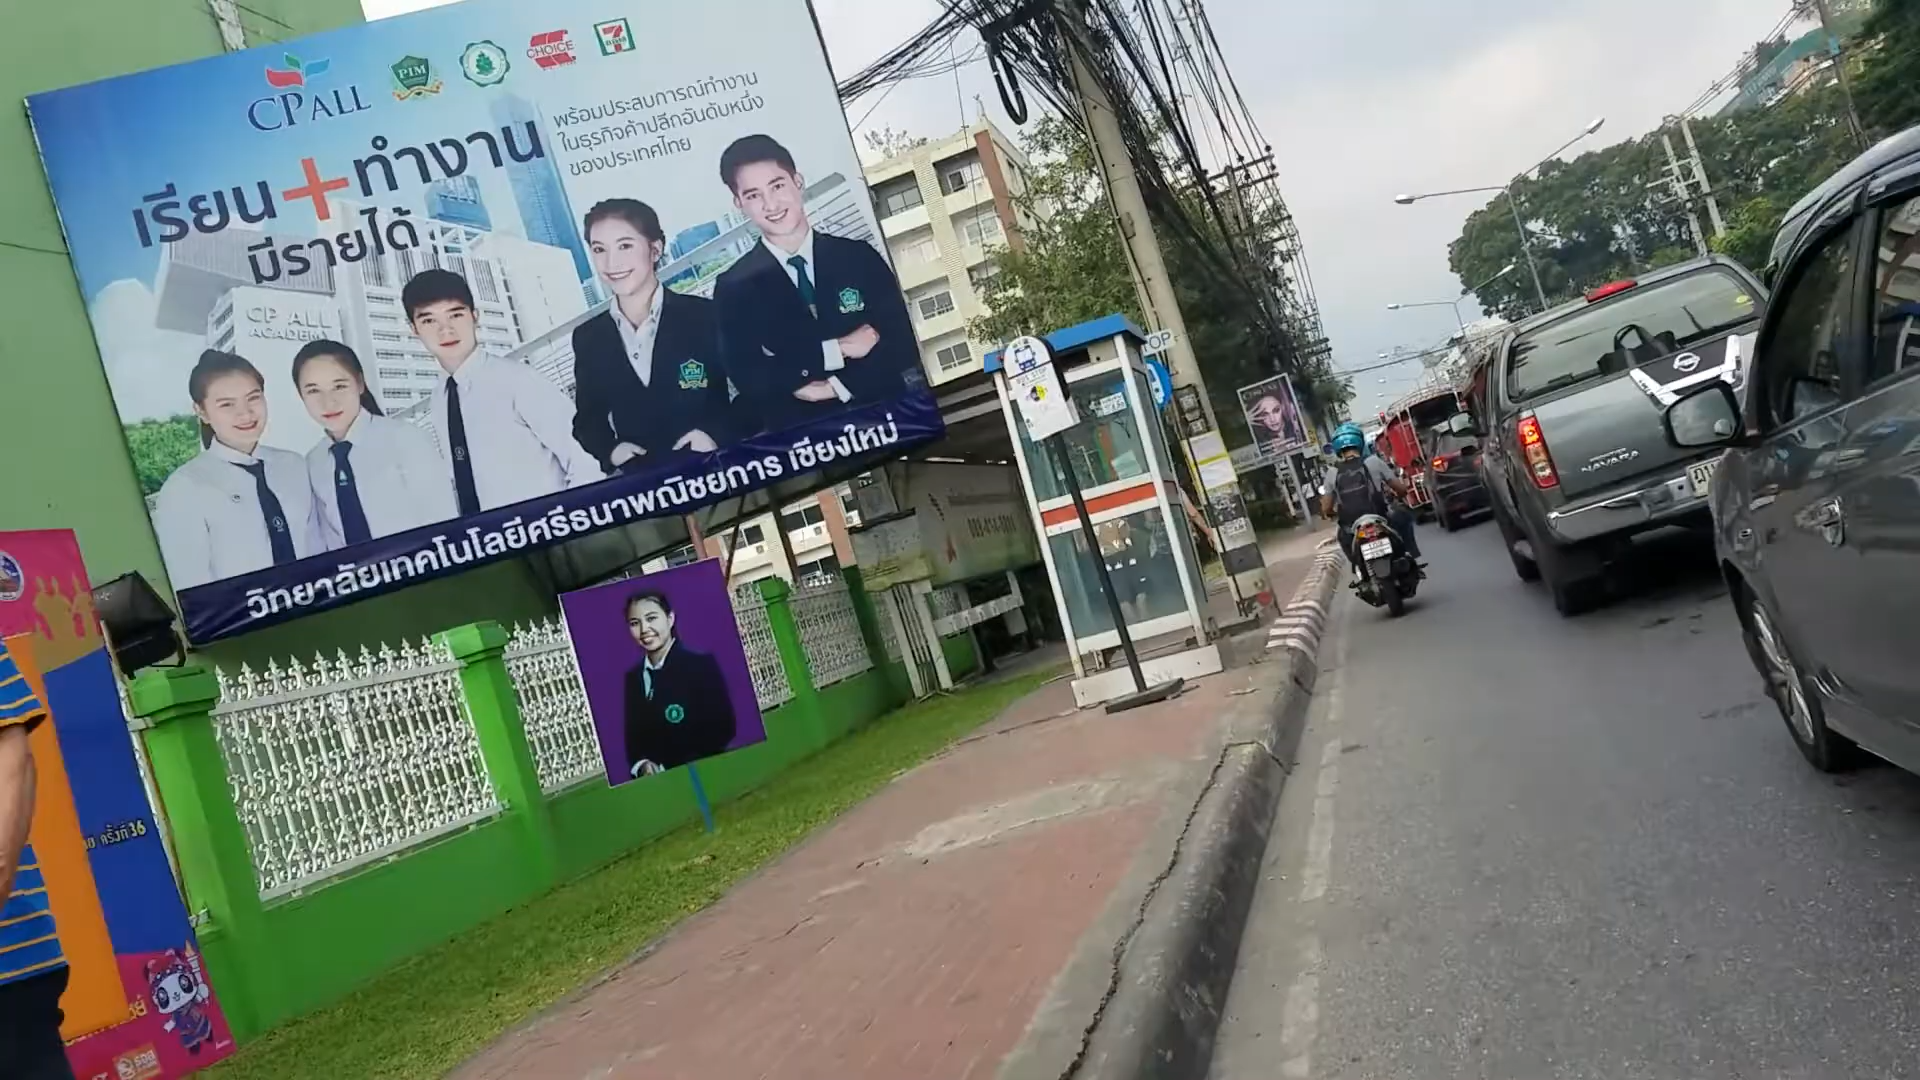 CP ALL
PIM
CHOICE
7
พร้อมประสบการณ์ทำงาน
ในธุรกิจค้าปลีกอันดับหนึ่ง
ของประเทศไทย
เรียน+ทำงาน
มีรายได้
CP ALL
ACADEMY
PIM
วิทยาลัยเทคโนโลยีศรีธนาพณิชยการ เชียงใหม่
BUS STOP
NAVARA
ครั้งที่ 36